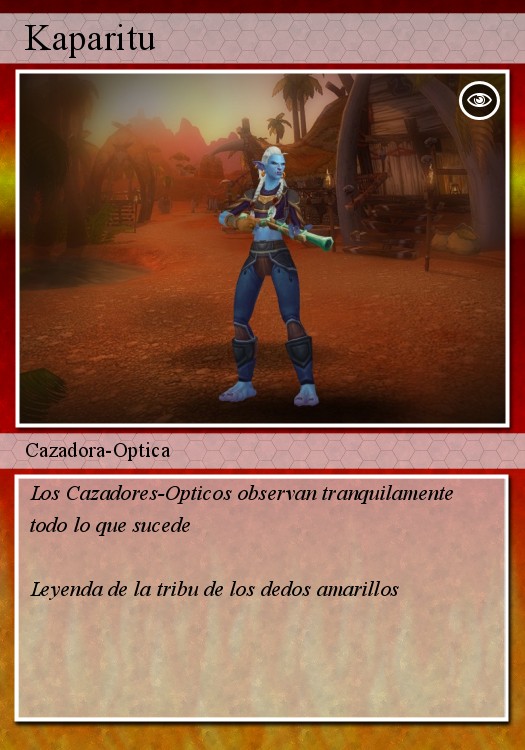 Kaparitu
Cazadora-Optica
Los Cazadores-Opticos observan tranquilamente
todo lo que sucede
Leyenda de la tribu de los dedos amarillos